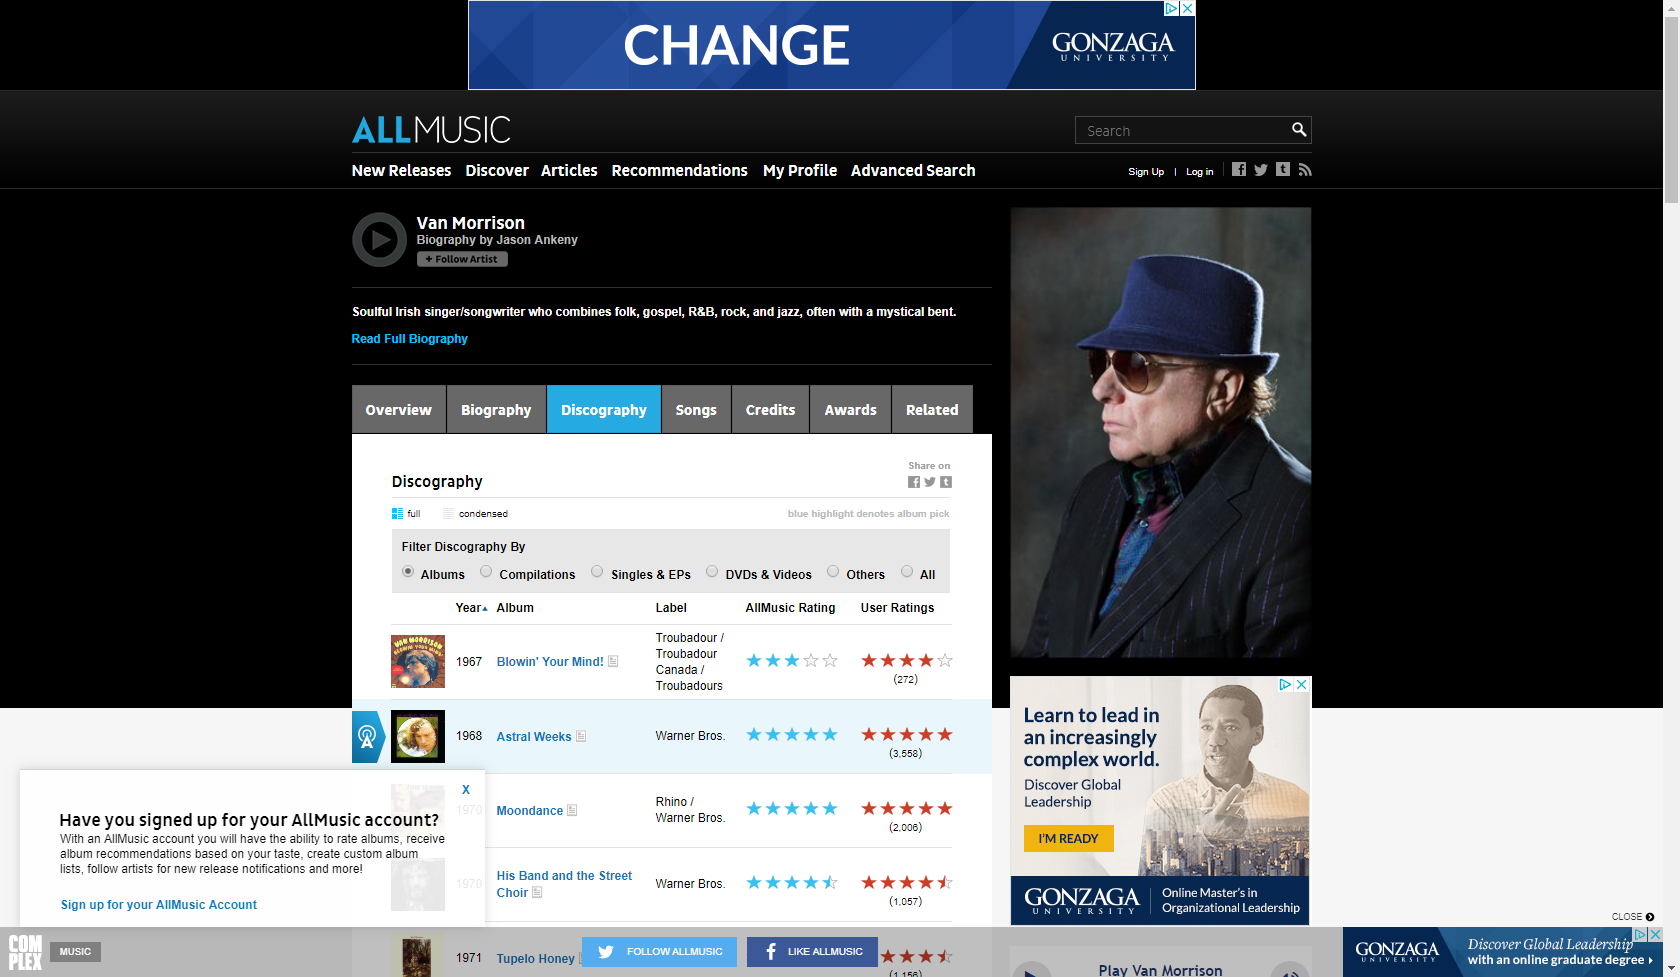 CHANGE
GONZAGA
UNIVERSITY
ALLMUSIC
Search
New Releases Discover Articles Recommendations My Profile Advanced Search
Sign Up | Log in
Van Morrison
Biography by Jason Ankeny
+ Follow Artist
Soulful Irish singer/songwriter who combines folk, gospel, R&B, rock, and jazz, often with a mystical bent.
Read Full Biography
Overview Biography Discography Songs Credits Awards Related
Share on
Discography
full condensed blue highlight denotes album pick
Filter Discography By
Albums Compilations Singles & EPs DVDs & Videos Others All
Year Album Label AllMusic Rating User Ratings
VAN MORRISON
BLOWIN' YOUR MIND!
1967 Blowin' Your Mind!
Troubadour /
Troubadour
Canada /
Troubadours
(272)
1968 Astral Weeks Warner Bros.
(3,558)
1970 Moondance
Rhino /
Warner Bros.
(2,006)
1970 His Band and the Street
Choir
Warner Bros.
(1,057)
1971 Tupelo Honey
(1,156)
X
Have you signed up for your AllMusic account?
With an AllMusic account you will have the ability to rate albums, receive
album recommendations based on your taste, create custom album
lists, follow artists for new release notifications and more!
Sign up for your AllMusic Account
Learn to lead in
an increasingly
complex world.
Discover Global
Leadership
I'M READY
GONZAGA
UNIVERSITY
Online Master's in
Organizational Leadership
CLOSE
COM
PLEX
MUSIC
FOLLOW ALLMUSIC
LIKE ALLMUSIC
Play Van Morrison
GONZAGA
UNIVERSITY
Discover Global Leadership
with an online graduate degree